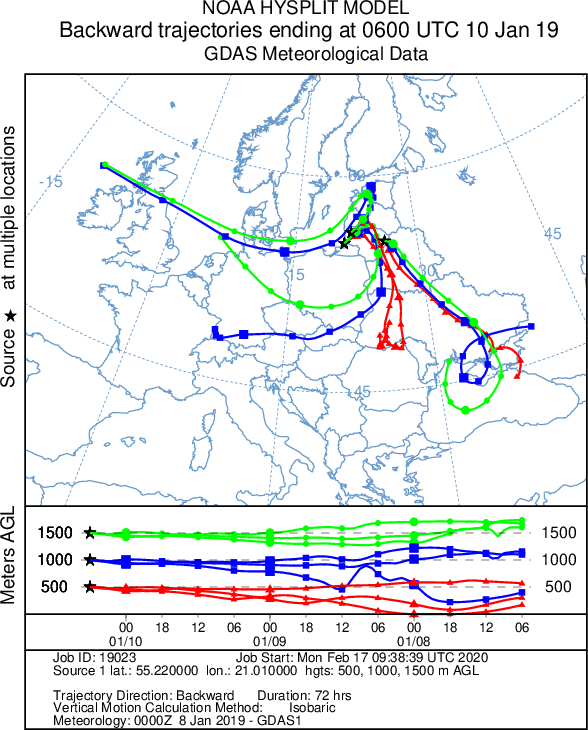 NOAA HYSPLIT MODEL
Backward trajectories ending at 0600 UTC 10 Jan 19
GDAS Meteorological Data
Source ★ at multiple locations
-15
0
15
30
45
60
45
Meters AGL
1500 1500
1000 1000
500 500
00 18 12 06 00 18 12 06 00 18 12 06
01/10 01/09 01/08
Job ID: 19023 Job Start: Mon Feb 17 09:38:39 UTC 2020
Source 1 lat.: 55.220000 lon.: 21.010000 hgts: 500, 1000, 1500 m AGL
Trajectory Direction: Backward Duration: 72 hrs
Vertical Motion Calculation Method: Isobaric
Meteorology: 0000Z 8 Jan 2019 - GDAS1